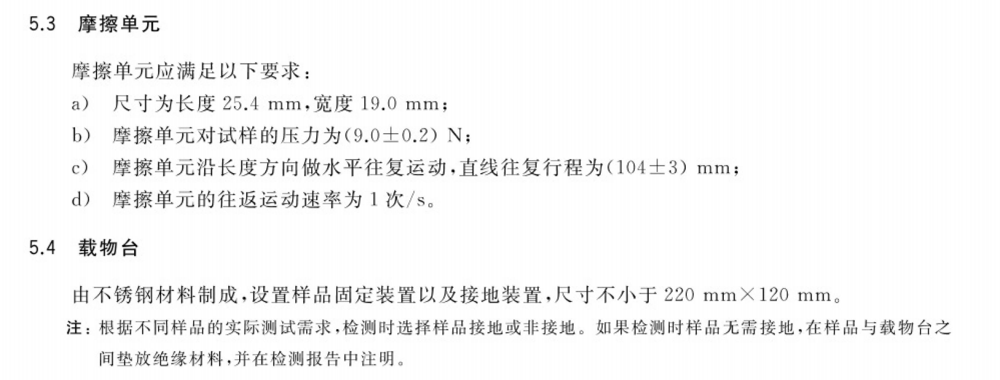 5.3 摩擦单元
摩擦单元应满足以下要求：
a) 尺寸为长度 25.4 mm，宽度 19.0 mm；
b) 摩擦单元对试样的压力为(9.0±0.2) N；
c) 摩擦单元沿长度方向做水平往复运动，直线往复行程为(104±3) mm；
d) 摩擦单元的往返运动速率为 1 次/s。
5.4 载物台
由不锈钢材料制成，设置样品固定装置以及接地装置，尺寸不小于 220 mm×120 mm。
注：根据不同样品的实际测试需求，检测时选择样品接地或非接地。如果检测时样品无需接地，在样品与载物台之
间垫放绝缘材料，并在检测报告中注明。